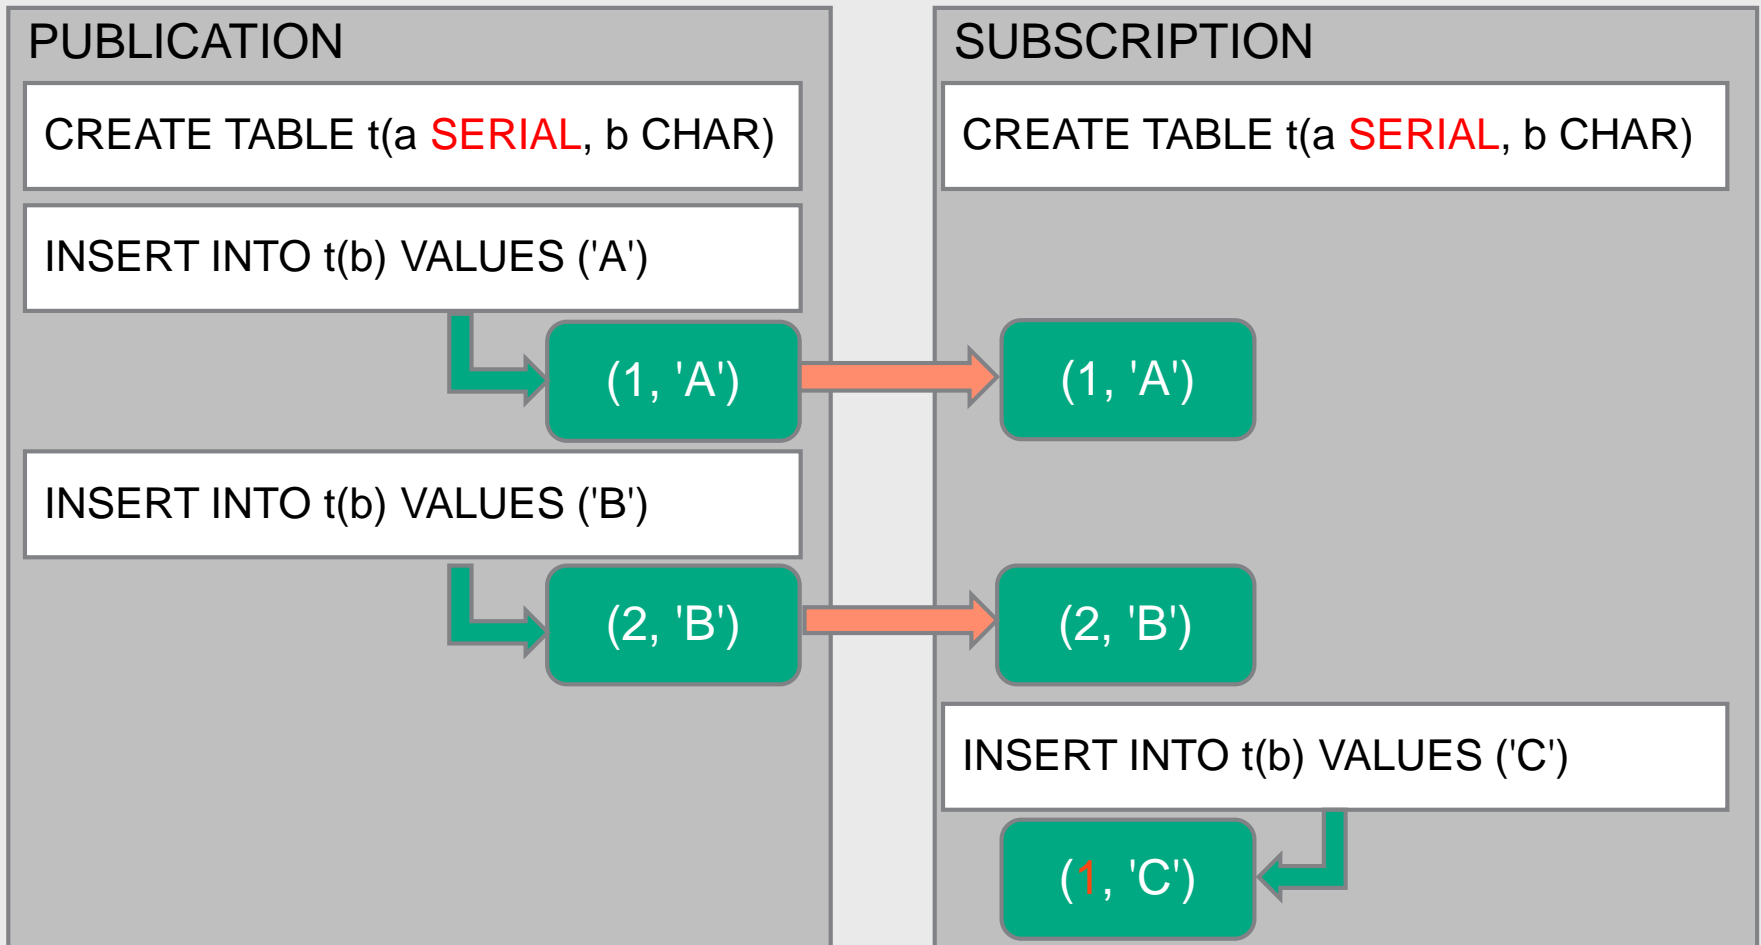 PUBLICATION
CREATE TABLE t(a SERIAL, b CHAR)
INSERT INTO t(b) VALUES ('A')
(1, 'A')
INSERT INTO t(b) VALUES ('B')
(2, 'B')
SUBSCRIPTION
CREATE TABLE t(a SERIAL, b CHAR)
(1, 'A')
(2, 'B')
INSERT INTO t(b) VALUES ('C')
(1, 'C')